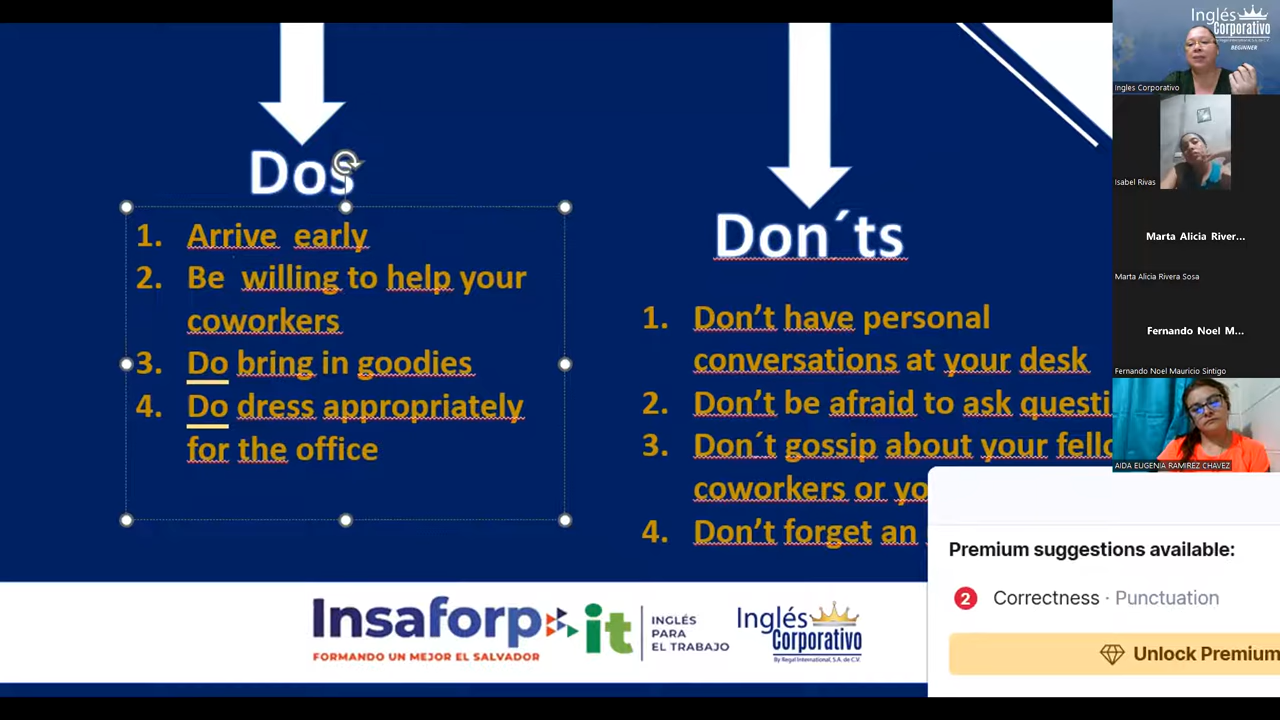 Dos
1. Arrive early
2. Be willing to help your
coworkers
3. Do bring in goodies
4. Do dress appropriately
for the office
Don´ts
1. Don't have personal
conversations at your desk
2. Don't be afraid to ask questi
3. Don´t gossip about your fello
coworkers or yo
4. Don't forget an
Premium suggestions available:
2 Correctness · Punctuation
Unlock Premium
Insaforp
FORMANDO UN MEJOR EL SALVADOR
it
INGLÉS
PARA
EL TRABAJO
Inglés
Corporativo
By Regal International, S.A. de C.V.
Inglés
Corporativo
BEGINNER
Ingles Corporativo
Isabel Rivas
Marta Alicia River...
Marta Alicia Rivera Sosa
Fernando Noel M...
Fernando Noel Mauricio Sintigo
AIDA EUGENIA RAMIREZ CHAVEZ